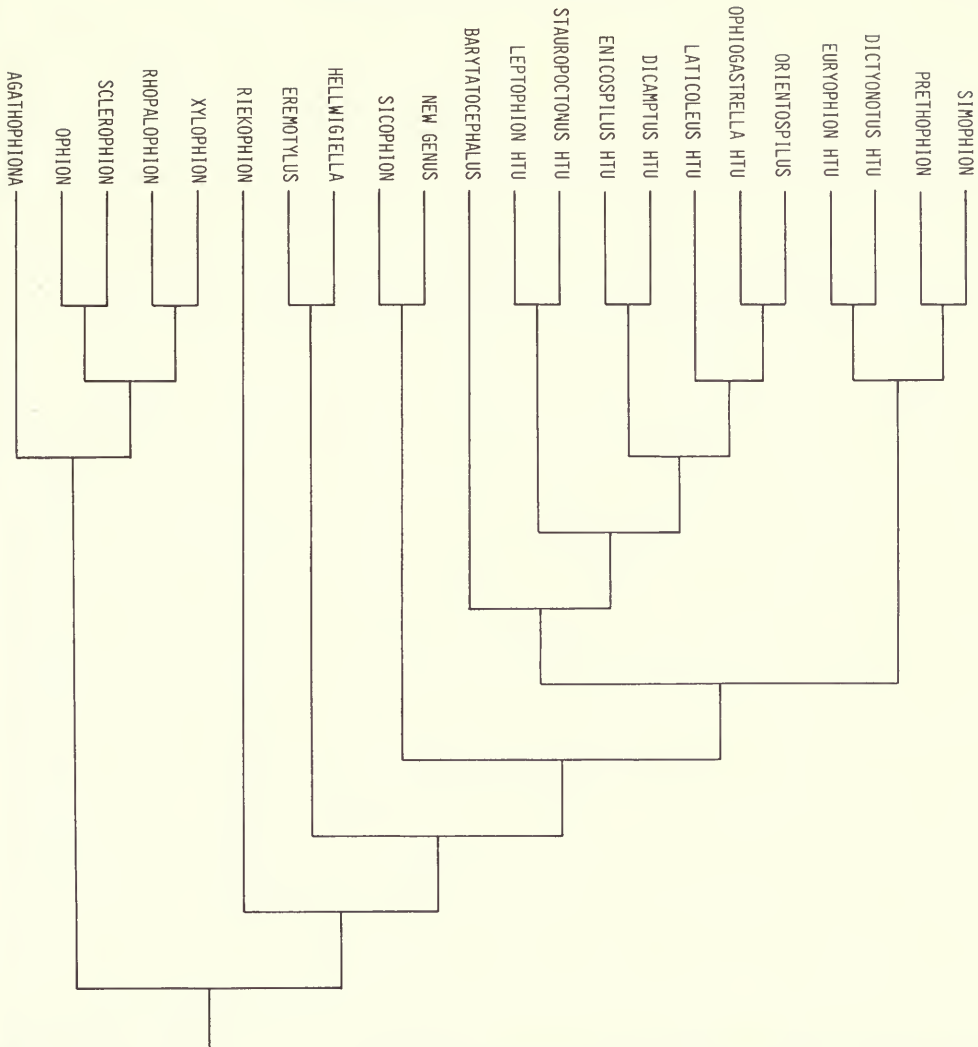 AGATHOPHIONA
OPHION
SCLEROPHION
RHOPALOPHION
XYLOPHION
RIEKOPHION
EREMOTYLUS
HELLWIGIELLA
SICOPHION
NEW GENUS
BARYTATOCEPHALUS
LEPTOPHION HTU
STAUROPOCTONUS HTU
ENICOSPILUS HTU
DICAMPTUS HTU
LATICOLEUS HTU
OPHIOGASTRELLA HTU
ORIENTOSPILUS
EURYOPHION HTU
DICTYONOTUS HTU
PRETHOPHION
SIMOPHION